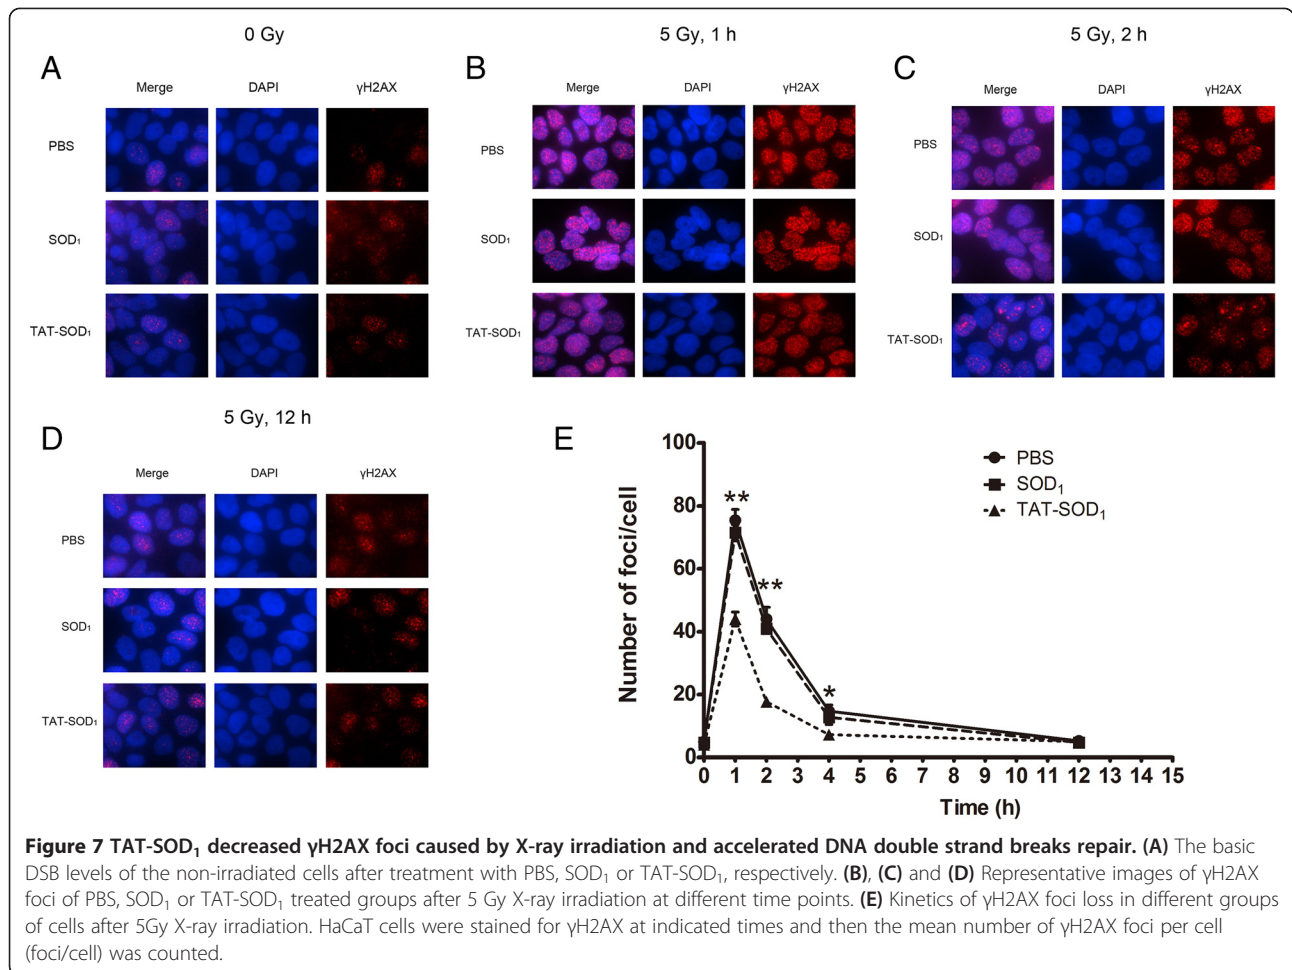 0 Gy
A
Merge DAPI γH2AX
PBS
SOD₁
TAT-SOD₁
5 Gy, 1 h
B
Merge DAPI γH2AX
PBS
SOD₁
TAT-SOD₁
5 Gy, 2 h
C
Merge DAPI γH2AX
PBS
SOD₁
TAT-SOD₁
5 Gy, 12 h
D
Merge DAPI γH2AX
PBS
SOD₁
TAT-SOD₁
E
Number of foci/cell
100
80
60
40
20
0
**
**
*
PBS
SOD₁
TAT-SOD₁
0 1 2 3 4 5 6 7 8 9 10 11 12 13 14 15
Time (h)
Figure 7 TAT-SOD₁ decreased γH2AX foci caused by X-ray irradiation and accelerated DNA double strand breaks repair. (A) The basic
DSB levels of the non-irradiated cells after treatment with PBS, SOD₁ or TAT-SOD₁, respectively. (B), (C) and (D) Representative images of γH2AX
foci of PBS, SOD₁ or TAT-SOD₁ treated groups after 5 Gy X-ray irradiation at different time points. (E) Kinetics of γH2AX foci loss in different groups
of cells after 5Gy X-ray irradiation. HaCaT cells were stained for γH2AX at indicated times and then the mean number of γH2AX foci per cell
(foci/cell) was counted.